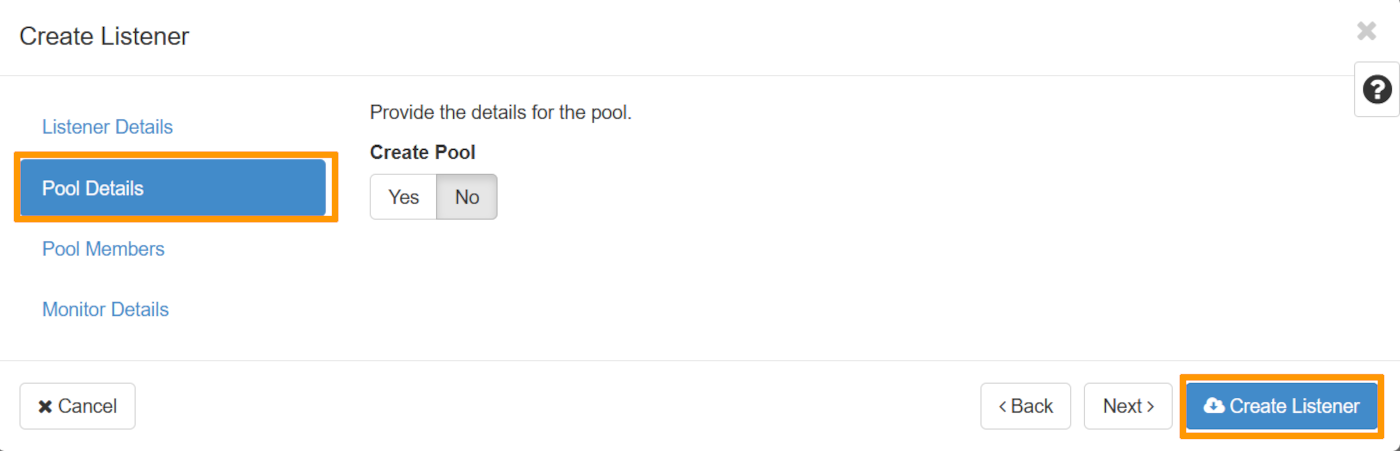 Create Listener
Listener Details
Pool Details
Pool Members
Monitor Details
Provide the details for the pool.
Create Pool
Yes No
Cancel
Back Next Create Listener